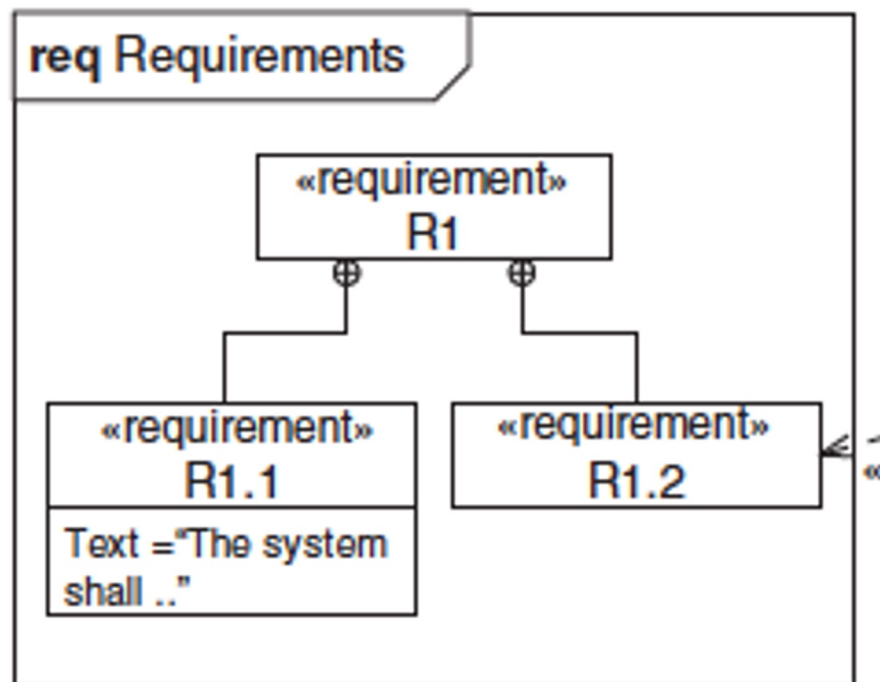 req Requirements
«requirement»
R1
«requirement»
R1.1
Text =“The system
shall ..”
«requirement»
R1.2
«